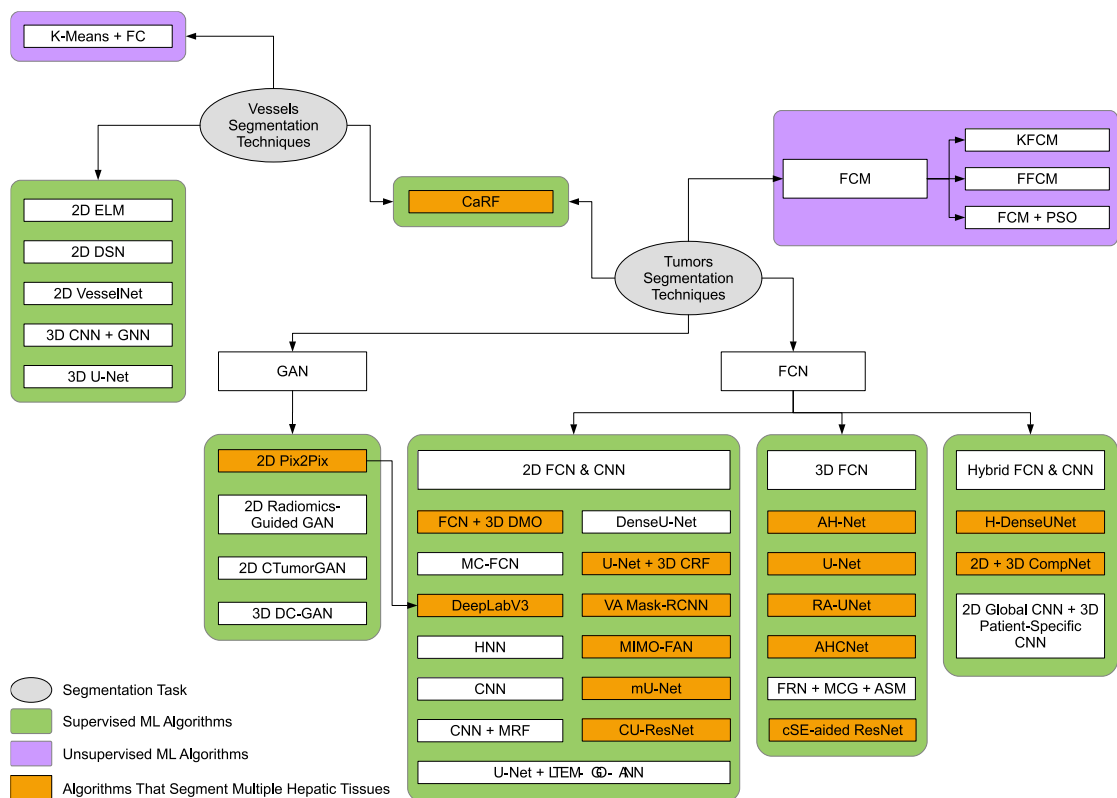 K-Means + FC
Vessels
Segmentation
Techniques
2D ELM
2D DSN
2D VesselNet
3D CNN + GNN
3D U-Net
CaRF
FCM
KFCM
FFCM
FCM + PSO
Tumors
Segmentation
Techniques
GAN
FCN
2D Pix2Pix
2D Radiomics-
Guided GAN
2D CTumorGAN
3D DC-GAN
2D FCN & CNN
FCN + 3D DMO
MC-FCN
DeepLabV3
HNN
CNN
CNN + MRF
DenseU-Net
U-Net + 3D CRF
VA Mask-RCNN
MIMO-FAN
mU-Net
CU-ResNet
U-Net +
3D FCN
AH-Net
U-Net
RA-UNet
AHCNet
FRN + MCG + ASM
cSE-aided ResNet
Hybrid FCN & CNN
H-DenseUNet
2D + 3D CompNet
2D Global CNN + 3D
Patient-Specific
CNN
Segmentation Task
Supervised ML Algorithms
Unsupervised ML Algorithms
Algorithms That Segment Multiple Hepatic Tissues